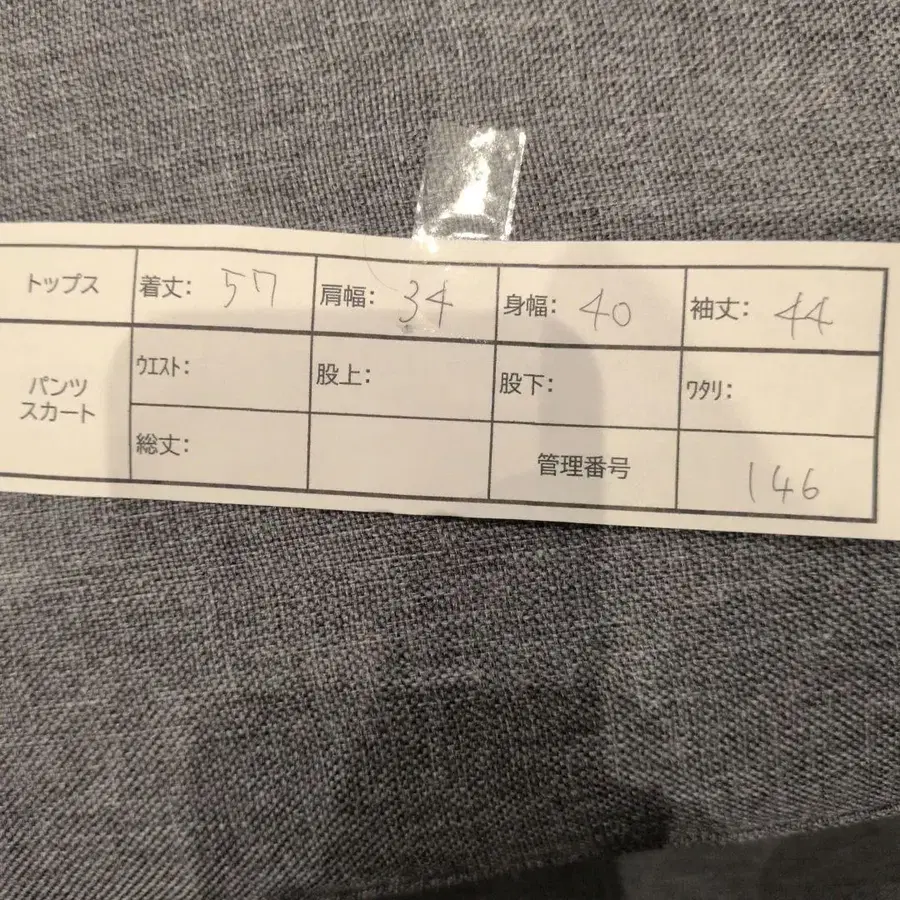 トップス 着丈: 57 肩幅: 34 身幅: 40 袖丈: 44
パンツ スカート ウエスト: 股上: 股下: ワタリ:
総丈: 管理番号 146